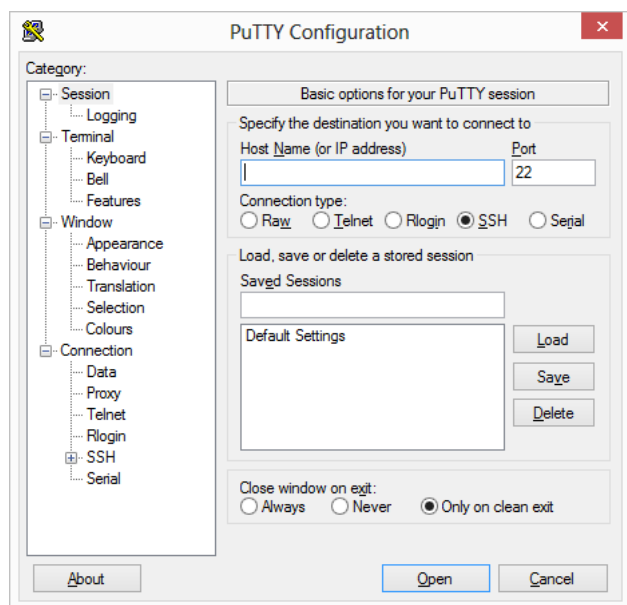 PuTTY Configuration
Category:
Session
Logging
Terminal
Keyboard
Bell
Features
Window
Appearance
Behaviour
Translation
Selection
Colours
Connection
Data
Proxy
Telnet
Rlogin
SSH
Serial
Basic options for your PuTTY session
Specify the destination you want to connect to
Host Name (or IP address) Port
22
Connection type:
Raw Telnet Rlogin SSH Serial
Load, save or delete a stored session
Saved Sessions
Default Settings
Load
Save
Delete
Close window on exit:
Always Never Only on clean exit
About Open Cancel